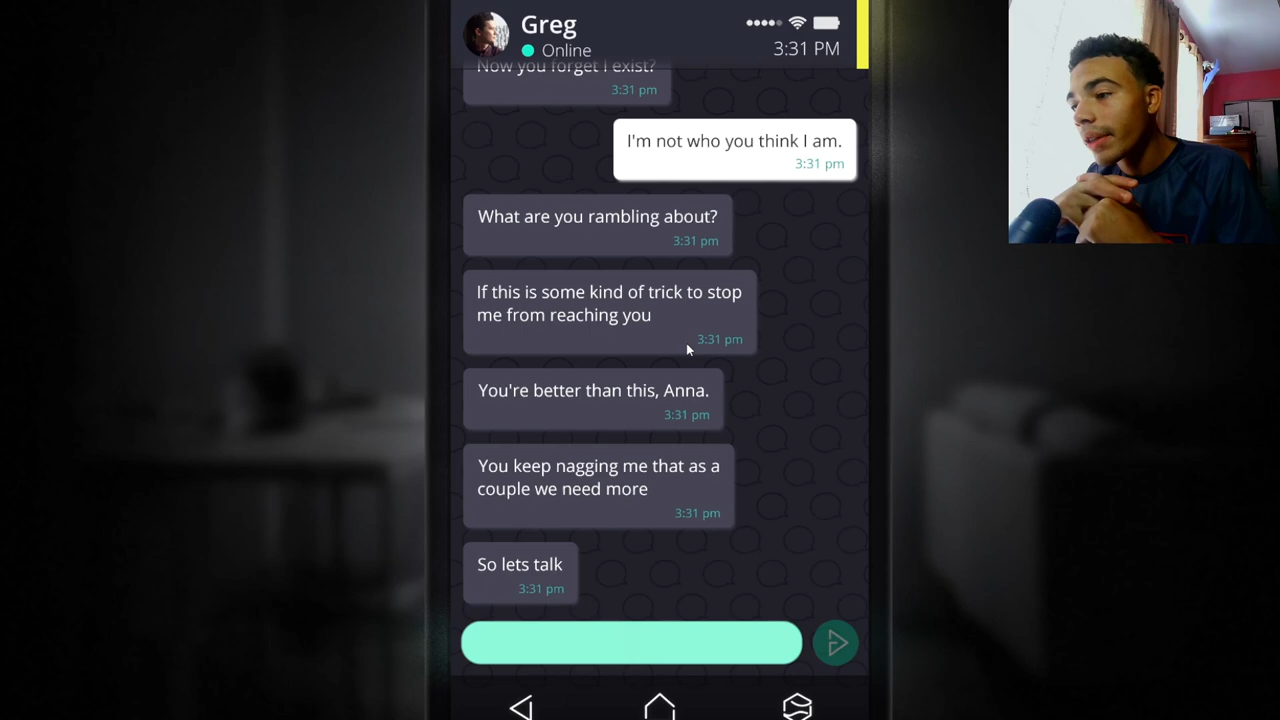 Greg
Online
3:31 PM
Now you forget I exist?
3:31 pm
I'm not who you think I am.
3:31 pm
What are you rambling about?
3:31 pm
If this is some kind of trick to stop
me from reaching you
3:31 pm
You're better than this, Anna.
3:31 pm
You keep nagging me that as a
couple we need more
3:31 pm
So lets talk
3:31 pm